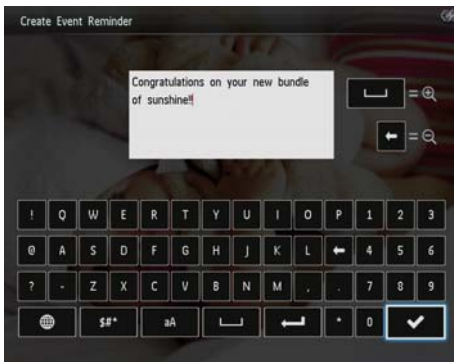 Create Event Reminder
Congratulations on your new bundle
of sunshine!!
=
=
! Q W E R T Y U I O P 1 2 3
@ A S D F G H J K L 4 5 6
? - Z X C V B N M , . 7 8 9
$#* aA * 0